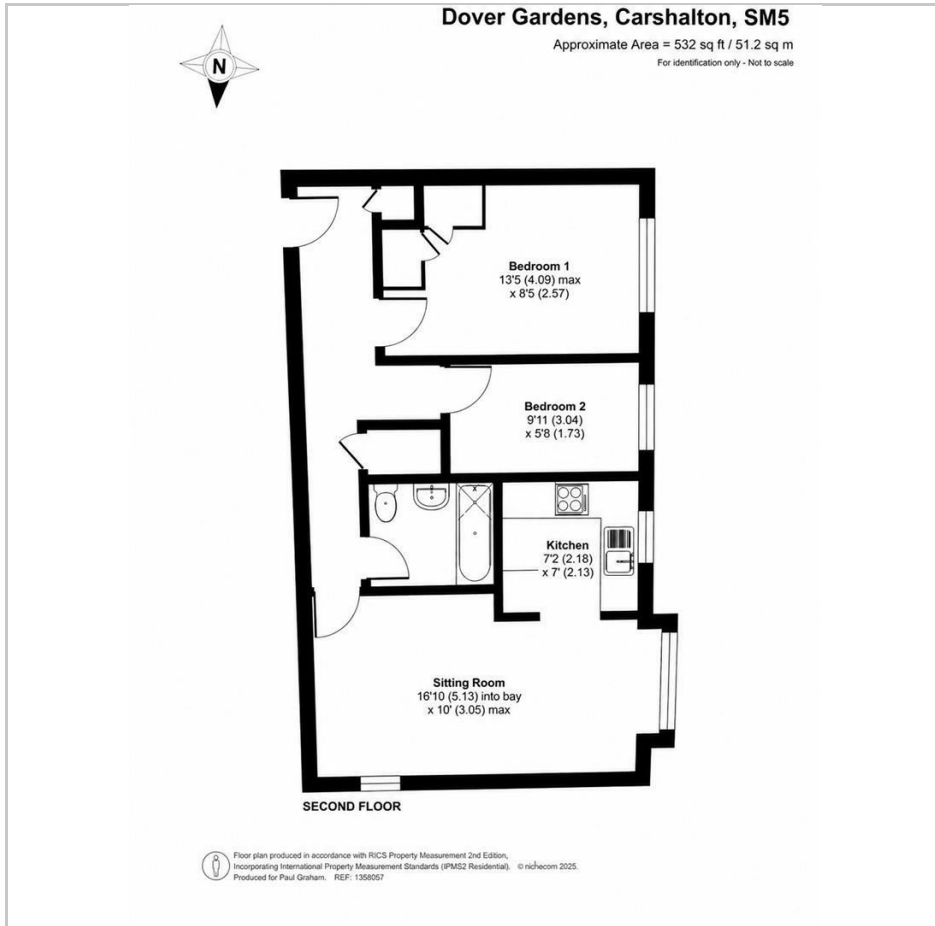 Dover Gardens, Carshalton, SM5
Approximate Area = 532 sq ft / 51.2 sq m
For identification only - Not to scale
N
Bedroom 1
13'5 (4.09) max
x 8'5 (2.57)
Bedroom 2
9'11 (3.04)
x 5'8 (1.73)
Kitchen
7'2 (2.18)
x 7' (2.13)
Sitting Room
16'10 (5.13) into bay
x 10' (3.05) max
SECOND FLOOR
Floor plan produced in accordance with RICS Property Measurement 2nd Edition,
Incorporating International Property Measurement Standards (IPMS2 Residential). © nichecom 2025.
Produced for Paul Graham. REF: 1358057